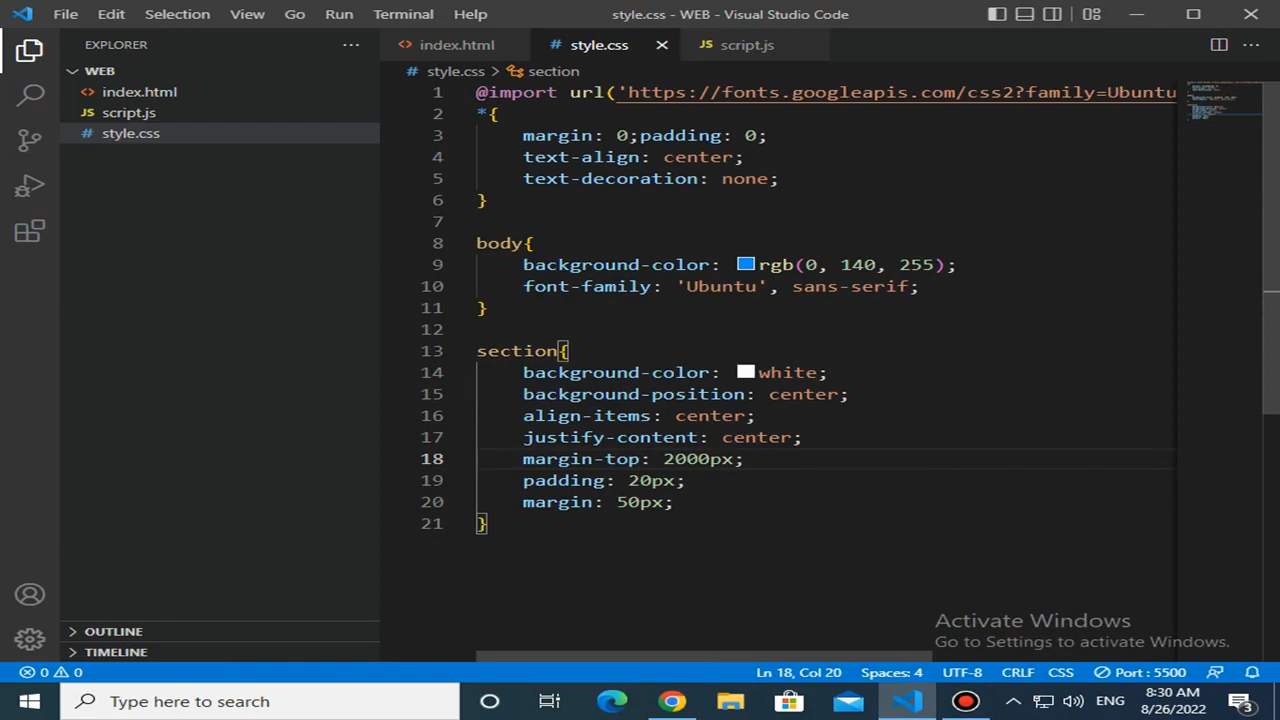 File Edit Selection View Go Run Terminal Help
style.css - WEB - Visual Studio Code
EXPLORER
WEB
index.html
script.js
style.css
OUTLINE
TIMELINE
index.html
style.css
script.js
style.css > section
1 @import url('https://fonts.googleapis.com/css2?family=Ubuntu
2 *{
3 margin: 0;padding: 0;
4 text-align: center;
5 text-decoration: none;
6 }
7
8 body{
9 background-color: rgb(0, 140, 255);
10 font-family: 'Ubuntu', sans-serif;
11 }
12
13 section{
14 background-color: white;
15 background-position: center;
16 align-items: center;
17 justify-content: center;
18 margin-top: 2000px;
19 padding: 20px;
20 margin: 50px;
21 }
Activate Windows
Go to Settings to activate Windows.
0 0
Ln 18, Col 20 Spaces: 4 UTF-8 CRLF CSS Port : 5500
Type here to search
ENG
8:30 AM
8/26/2022
3